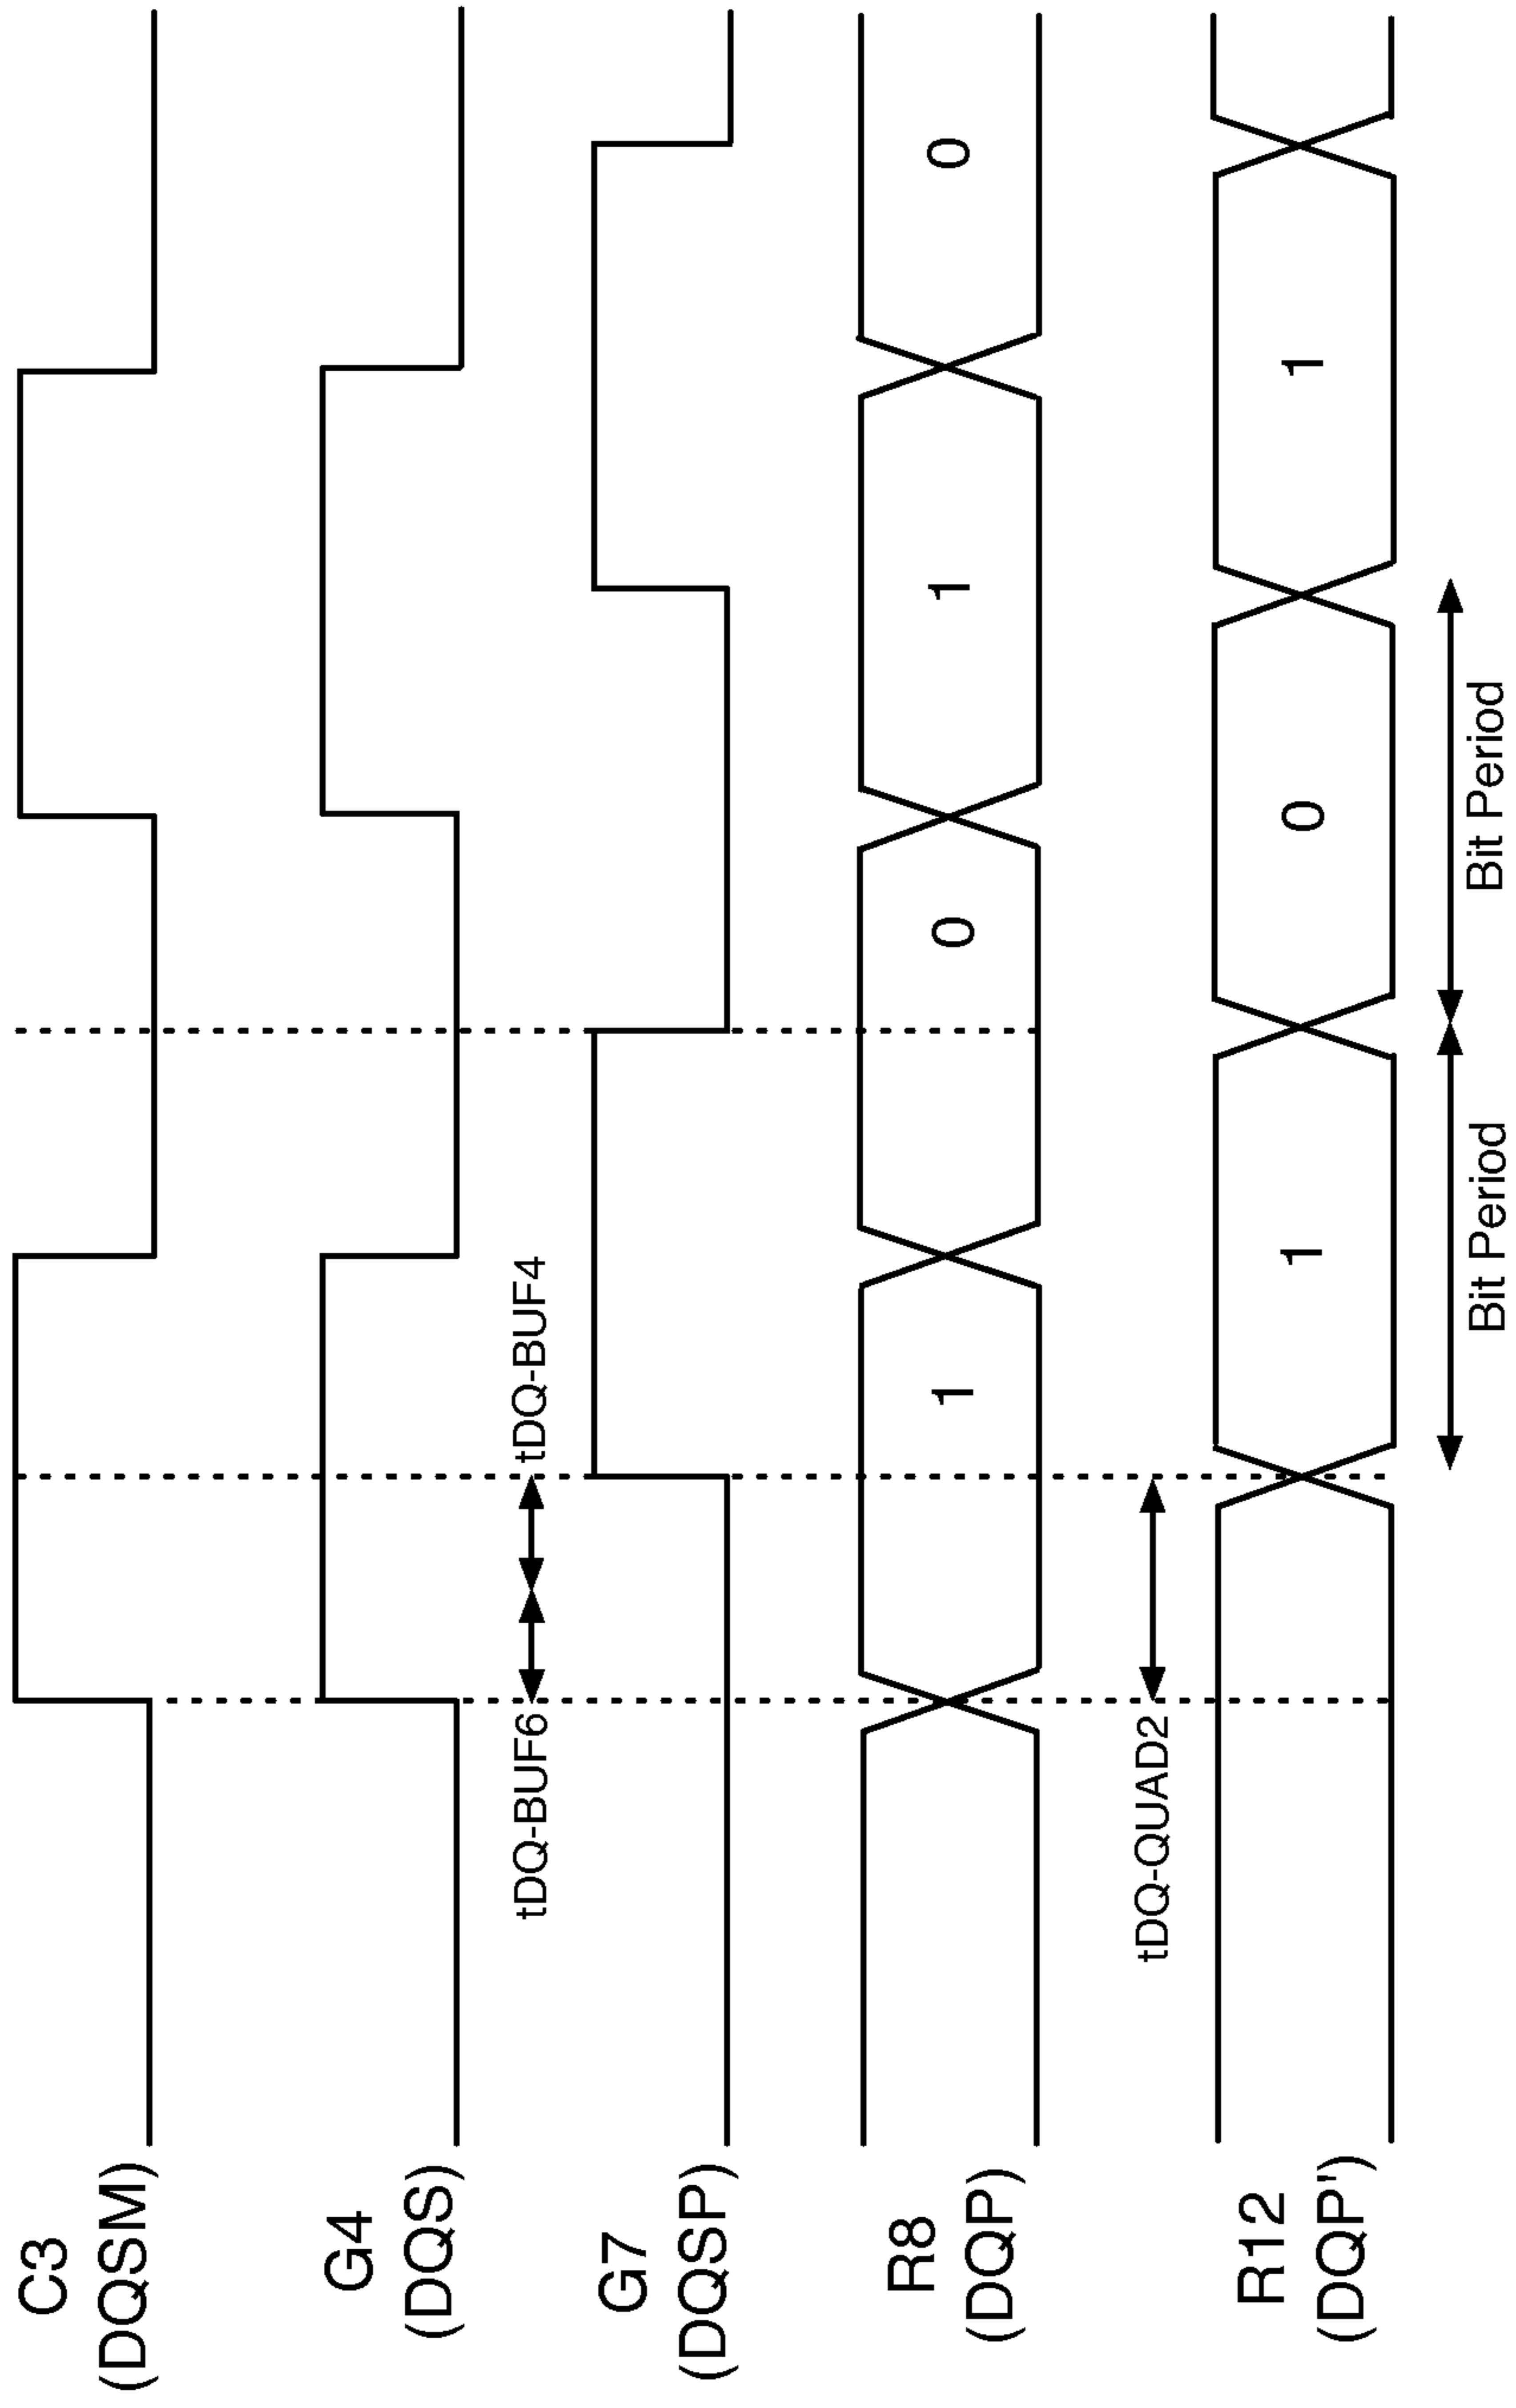 C3
(DQSM)
G4
(DQS)
tDQ-BUF6 tDQ-BUF4
G7
(DQSP)
R8
(DQP)
1 0 1 0
tDQ-QUAD2
R12
(DQP')
1 0 1
Bit Period Bit Period